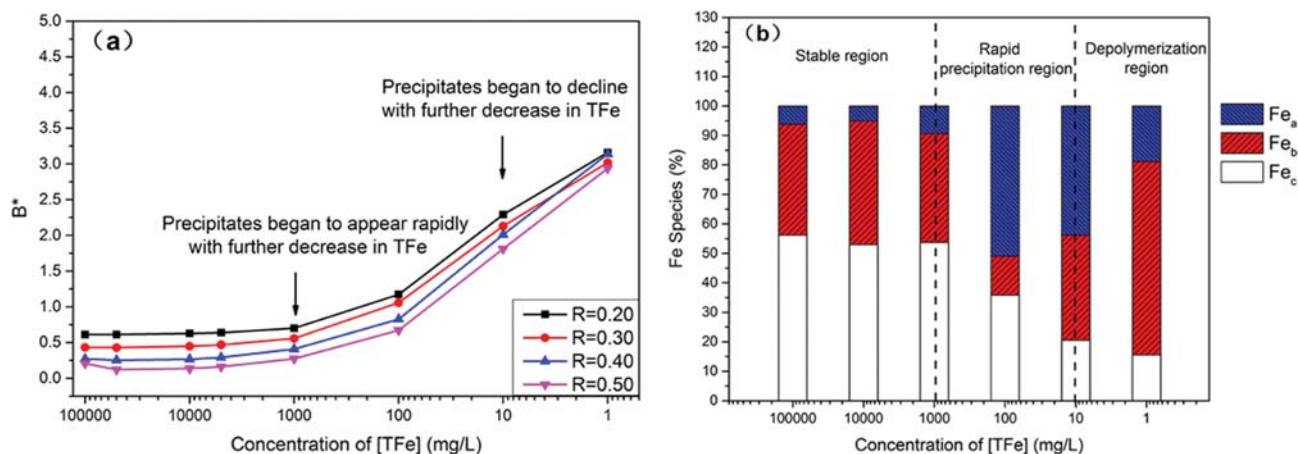 （a）
5.0
4.5
4.0
3.5
3.0
2.5
2.0
1.5
1.0
0.5
0.0
B*
Precipitates began to decline
with further decrease in TFe
Precipitates began to appear rapidly
with further decrease in TFe
R=0.20
R=0.30
R=0.40
R=0.50
100000 10000 1000 100 10 1
Concentration of [TFe] (mg/L)
（b）
130
120
110
100
90
80
70
60
50
40
30
20
10
0
Fe Species (%)
Stable region
Rapid
precipitation region
Depolymerization
region
Feₐ
Fe_b
Fe_c
100000 10000 1000 100 10 1
Concentration of [TFe] (mg/L)